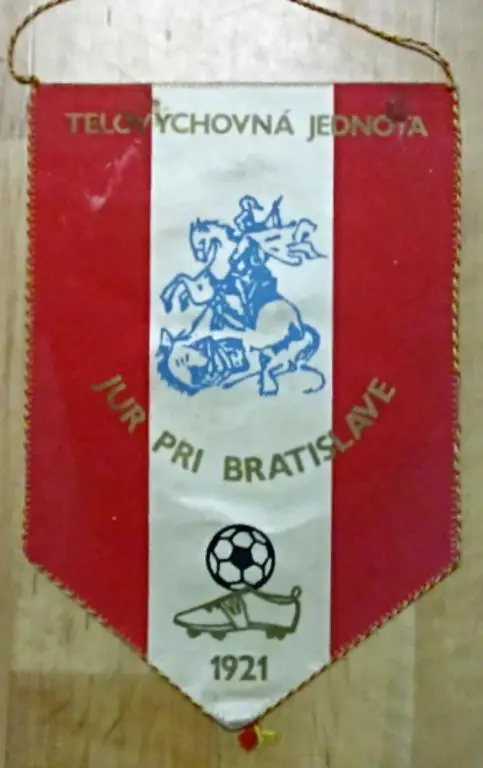 TELOVÝCHOVNÁ JEDNOTA
JUR PRI BRATISLAVE
1921